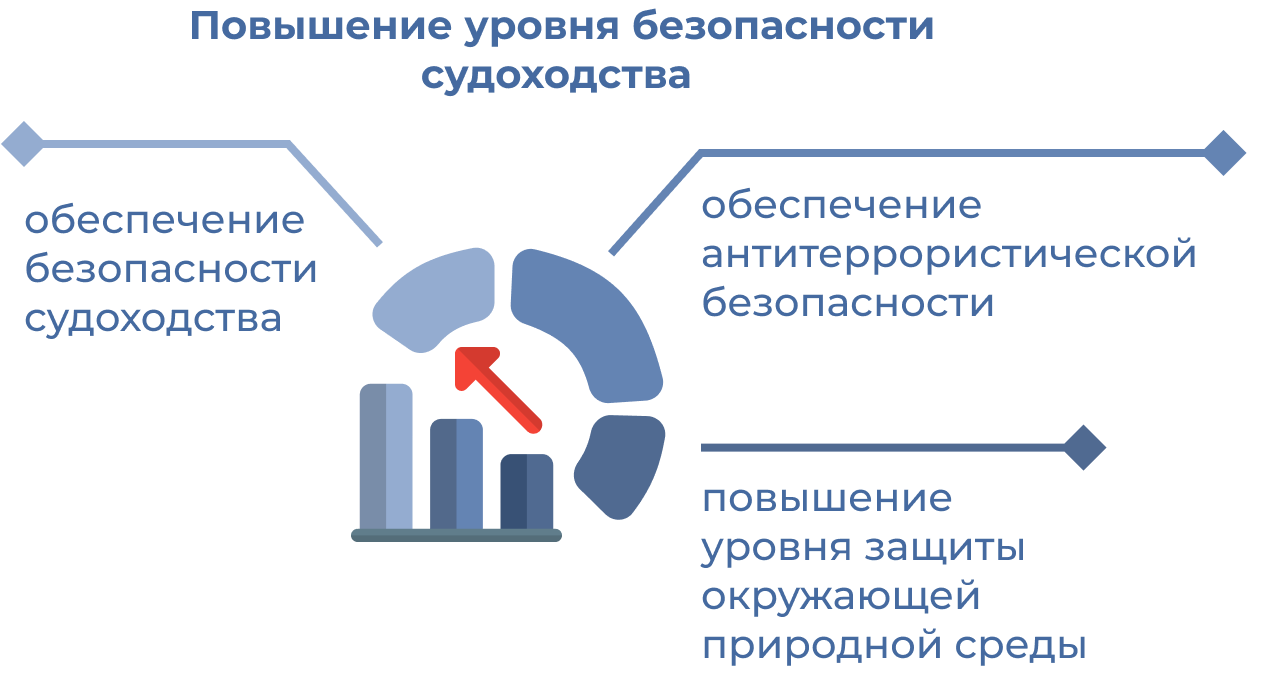 Повышение уровня безопасности
судоходства
обеспечение
безопасности
судоходства
обеспечение
антитеррористической
безопасности
повышение
уровня защиты
окружающей
природной среды